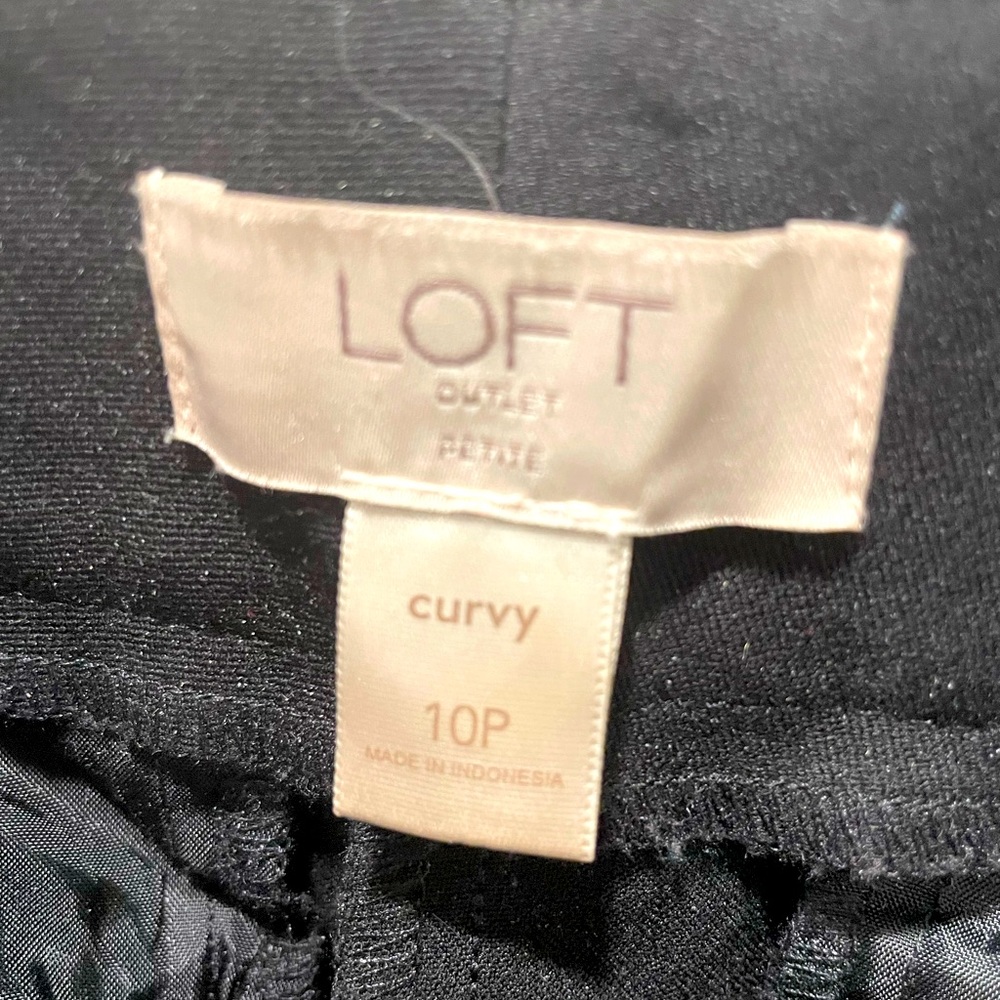 LOFT
OUTLET
PETITE
curvy
10P
MADE IN INDONESIA